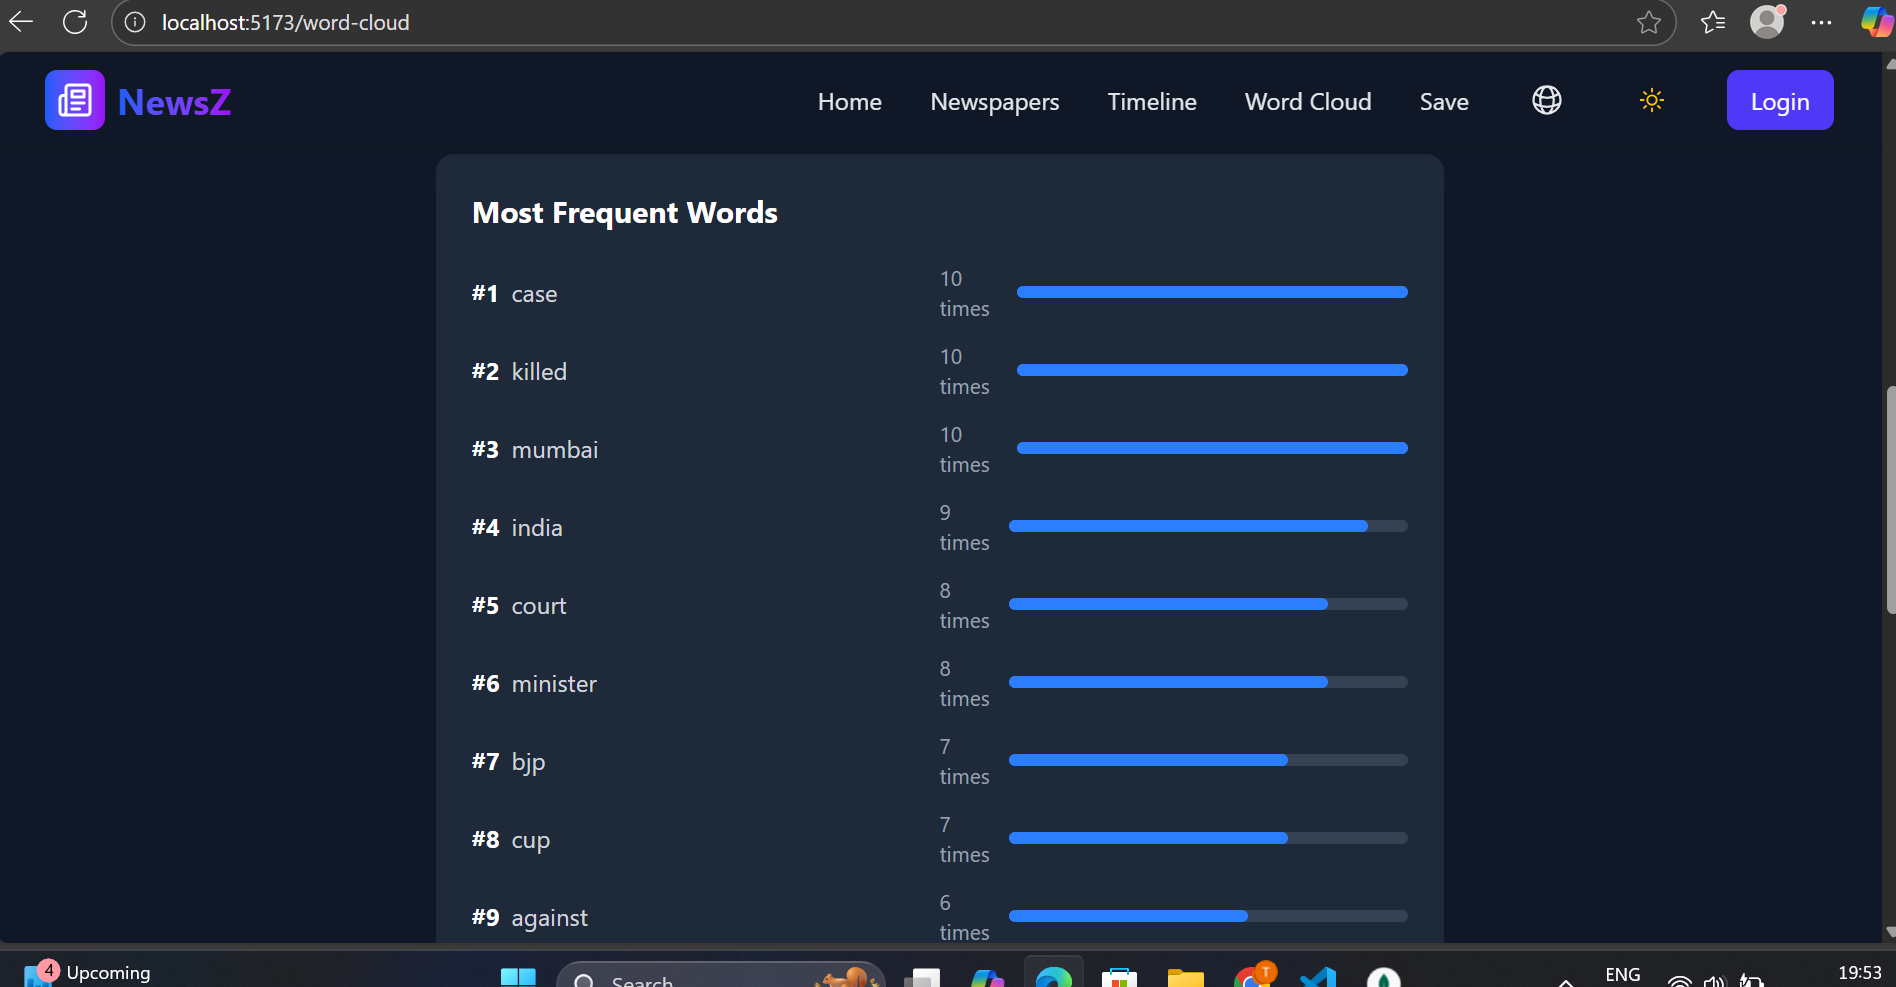 localhost:5173/word-cloud
NewsZ
Home Newspapers Timeline Word Cloud Save Login
Most Frequent Words
#1 case 10 times
#2 killed 10 times
#3 mumbai 10 times
#4 india 9 times
#5 court 8 times
#6 minister 8 times
#7 bjp 7 times
#8 cup 7 times
#9 against 6 times
4 Upcoming
Search
T
ENG
19:53